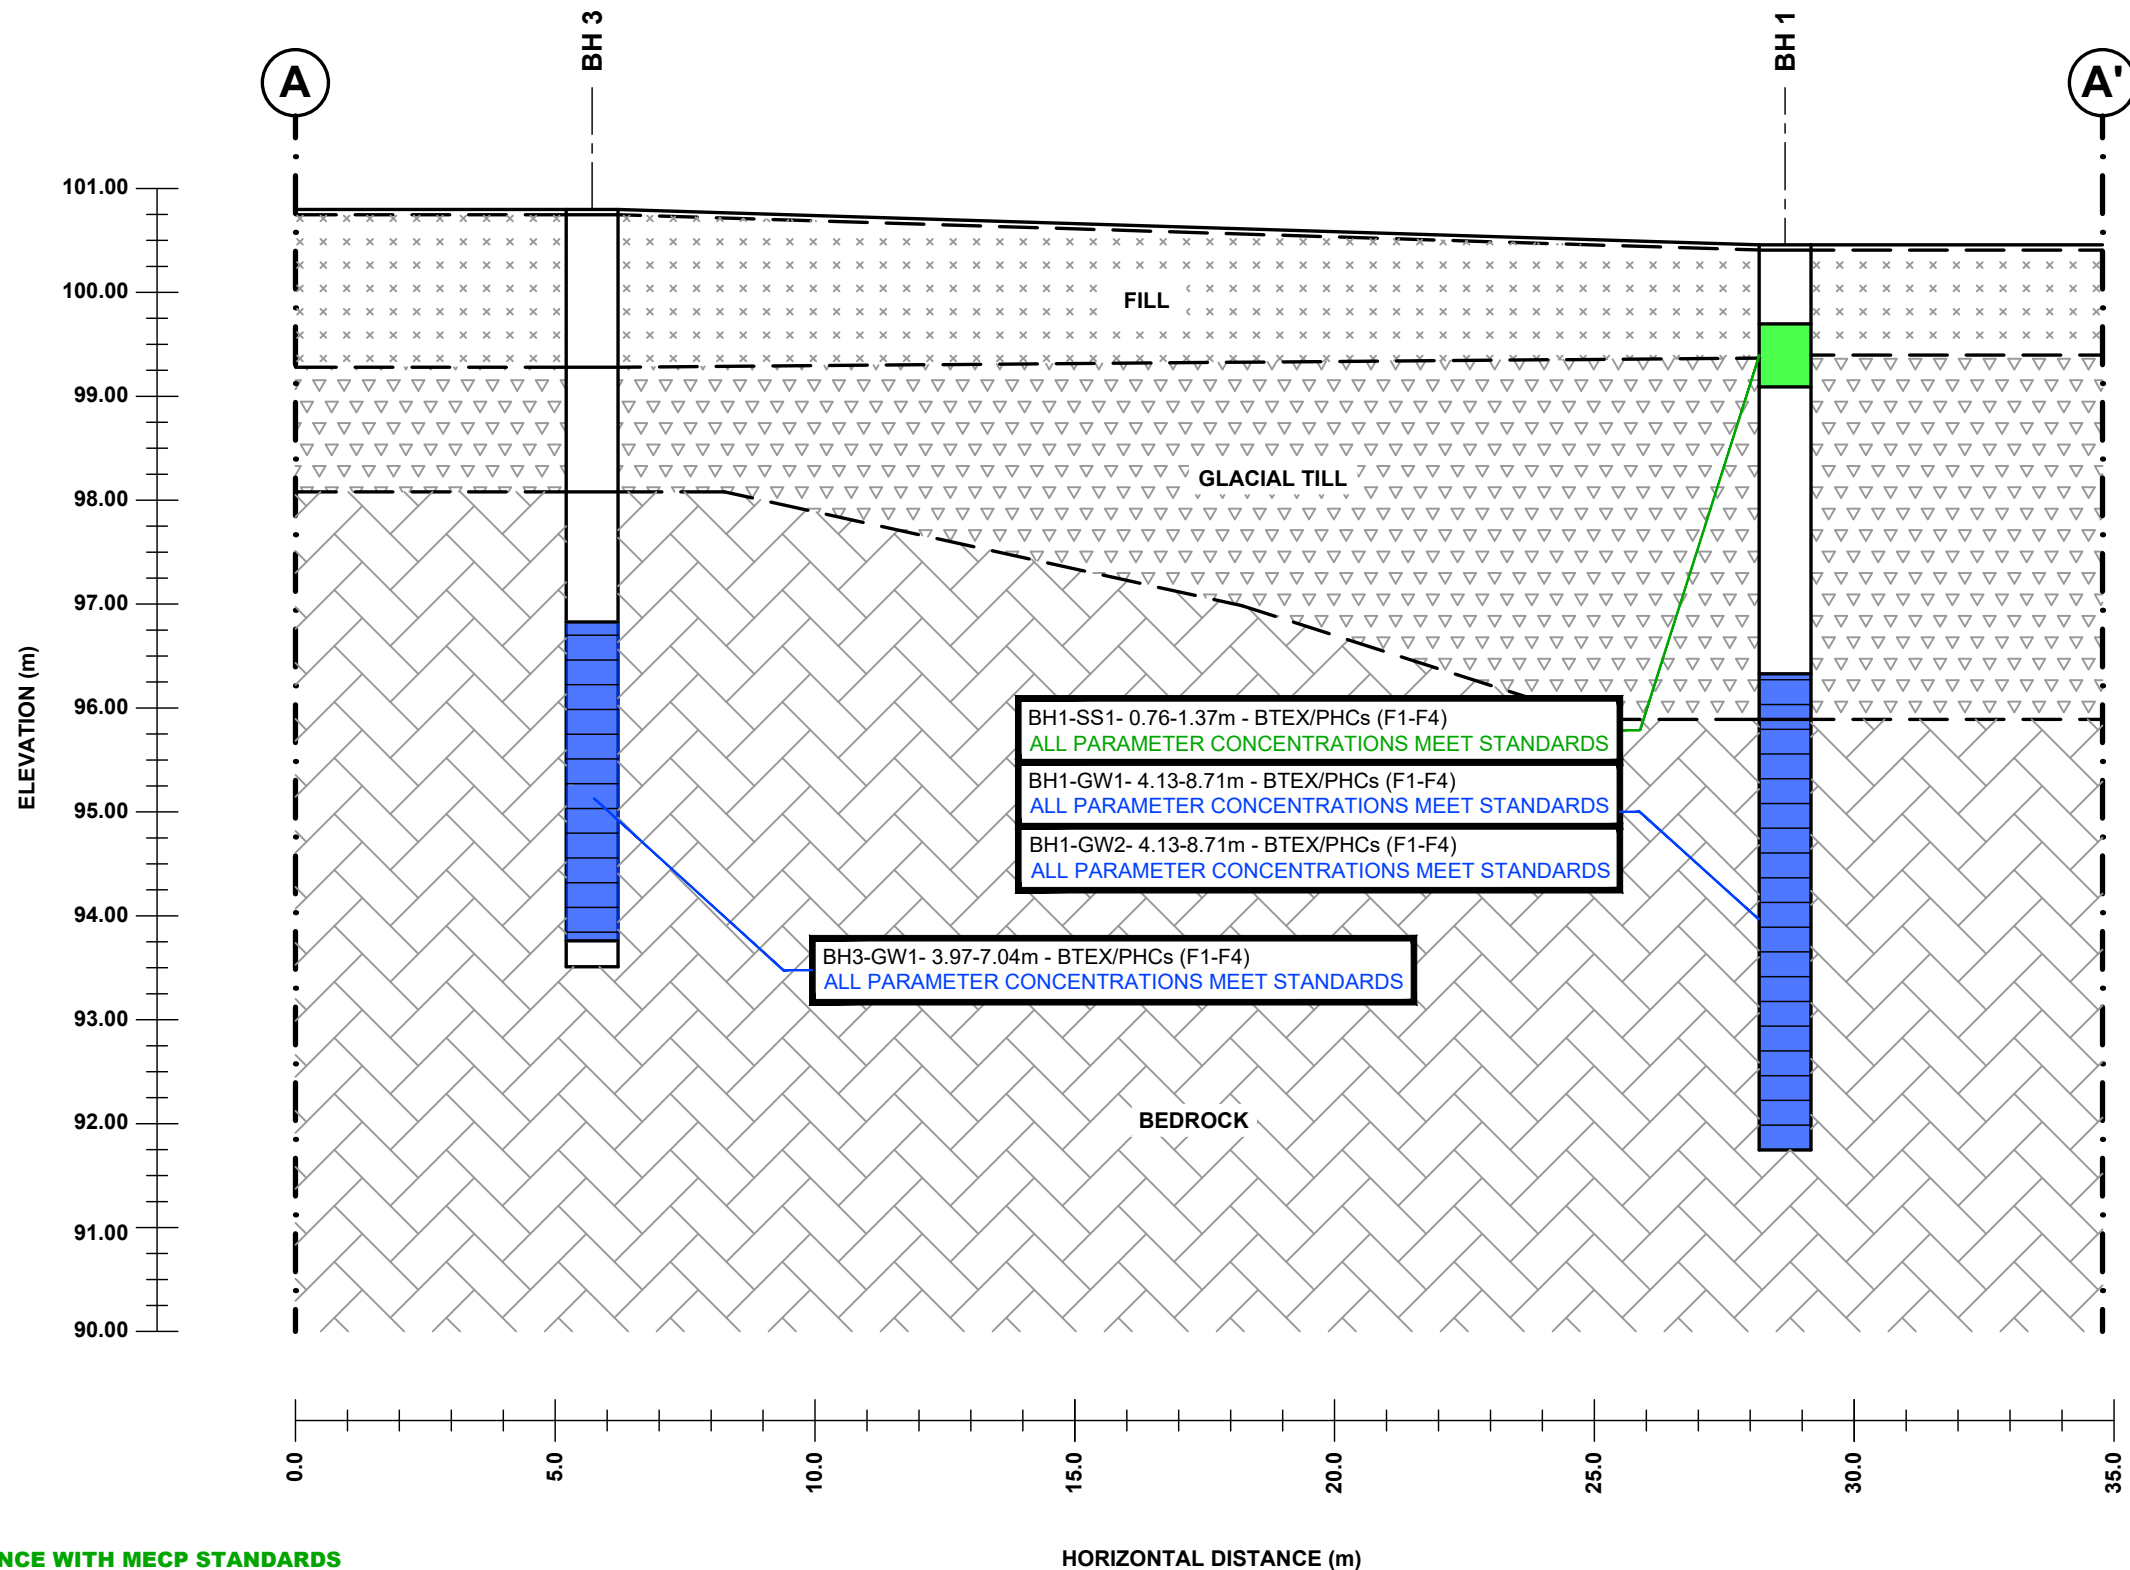 BH 3
BH 1
A
A'
101.00
100.00
99.00
98.00
97.00
96.00
95.00
94.00
93.00
92.00
91.00
90.00
ELEVATION (m)
FILL
GLACIAL TILL
BH1-SS1- 0.76-1.37m - BTEX/PHCs (F1-F4)
ALL PARAMETER CONCENTRATIONS MEET STANDARDS
BH1-GW1- 4.13-8.71m - BTEX/PHCs (F1-F4)
ALL PARAMETER CONCENTRATIONS MEET STANDARDS
BH1-GW2- 4.13-8.71m - BTEX/PHCs (F1-F4)
ALL PARAMETER CONCENTRATIONS MEET STANDARDS
BH3-GW1- 3.97-7.04m - BTEX/PHCs (F1-F4)
ALL PARAMETER CONCENTRATIONS MEET STANDARDS
BEDROCK
0.0
5.0
10.0
15.0
20.0
25.0
30.0
35.0
NCE WITH MECP STANDARDS
HORIZONTAL DISTANCE (m)